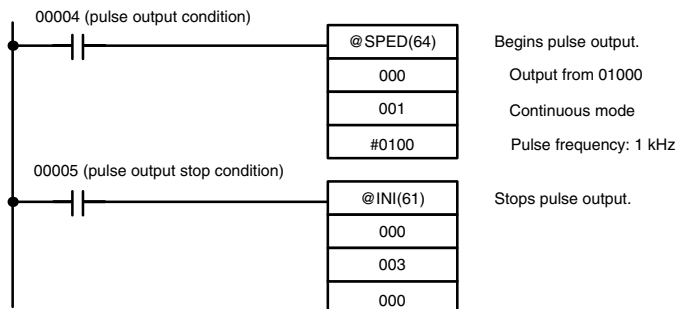 00004 (pulse output condition)
@SPED(64) Begins pulse output.
000 Output from 01000
001 Continuous mode
#0100 Pulse frequency: 1 kHz
00005 (pulse output stop condition)
@INI(61) Stops pulse output.
000
003
000